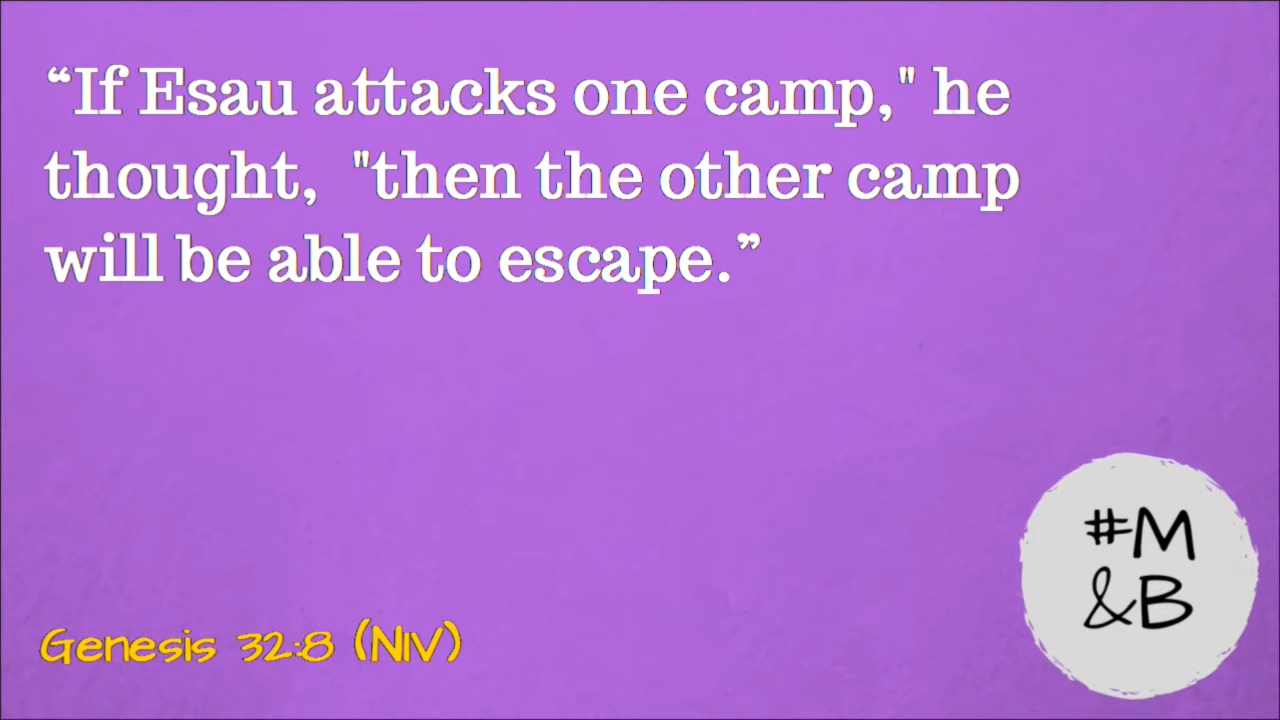 “If Esau attacks one camp," he
thought, "then the other camp
will be able to escape.”
Genesis 32:8 (NIV)
#M
&B